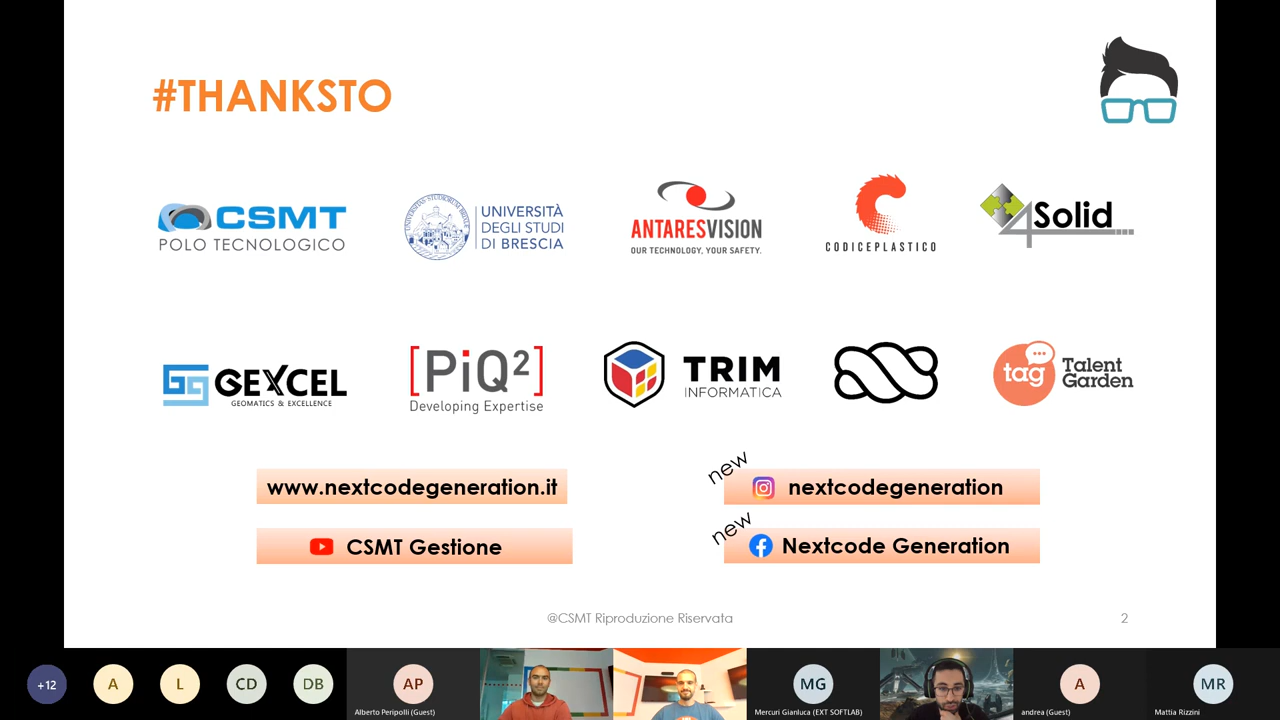 #THANKSTO
CSMT
POLO TECNOLOGICO
UNIVERSITÀ
DEGLI STUDI
DI BRESCIA
ANTARESVISION
OUR TECHNOLOGY, YOUR SAFETY.
CODICEPLASTICO
4Solid
GEXCEL
GEOMATICS & EXCELLENCE
[PiQ²]
Developing Expertise
TRIM
INFORMATICA
tag
Talent
Garden
www.nextcodegeneration.it
new
nextcodegeneration
CSMT Gestione
new
Nextcode Generation
@CSMT Riproduzione Riservata
2
+12
A
L
CD
DB
AP
Alberto Peripolli (Guest)
MG
Mercuri Gianluca (EXT SOFTLAB)
A
andrea (Guest)
MR
Mattia Rizzini